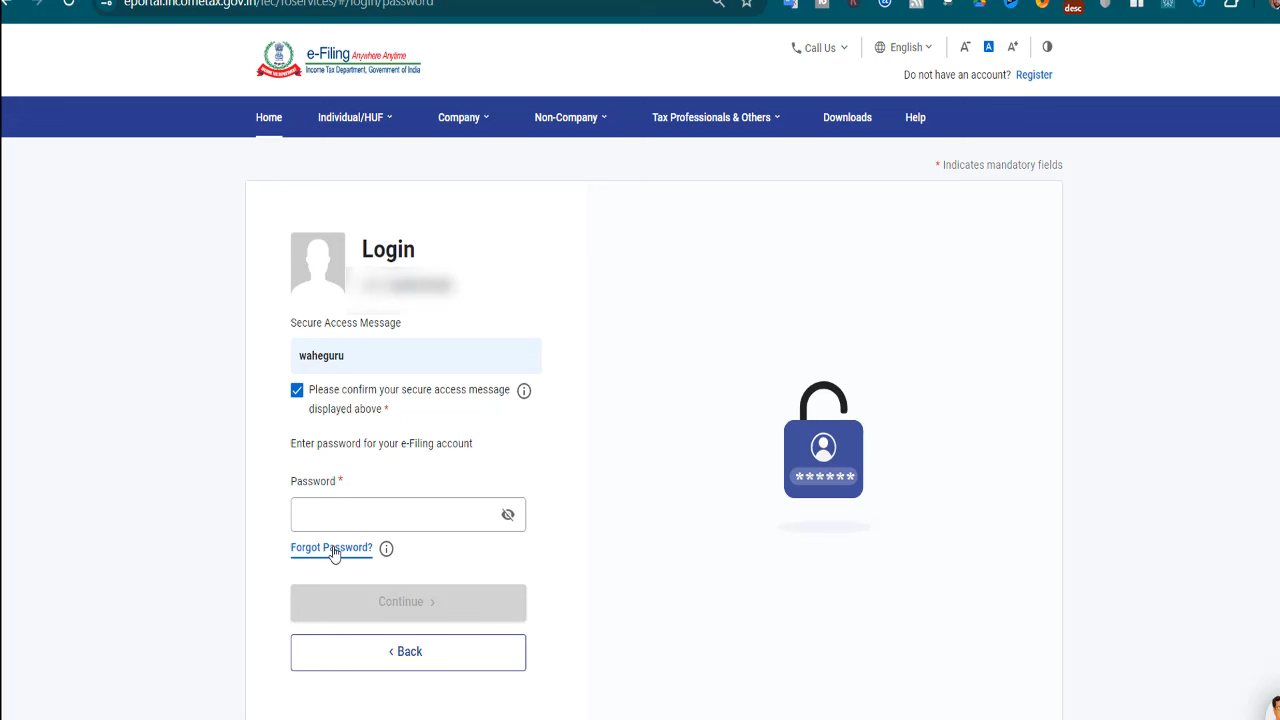 eportal.incometax.gov.in/iec/foservices/#/login/password
desc
e-Filing Anywhere Anytime
Income Tax Department, Government of India
Call Us
English
A- A A+
Do not have an account? Register
Home Individual/HUF Company Non-Company Tax Professionals & Others Downloads Help
* Indicates mandatory fields
Login
Secure Access Message
waheguru
Please confirm your secure access message
displayed above *
Enter password for your e-Filing account
Password *
******
Forgot Password?
Continue >
< Back